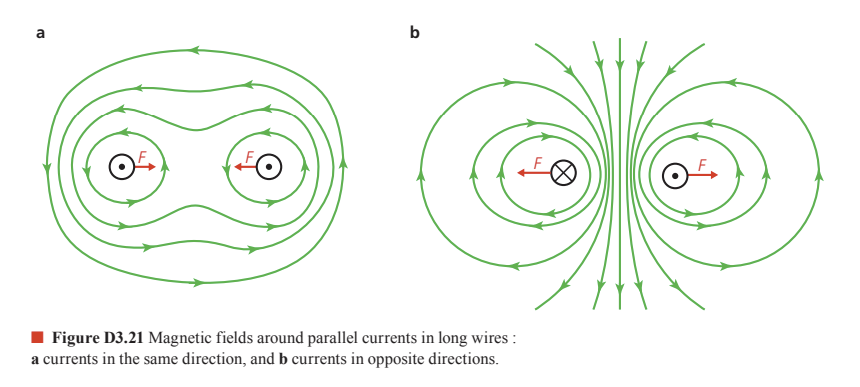 a
b
F
F
F
F
Figure D3.21 Magnetic fields around parallel currents in long wires :
a currents in the same direction, and b currents in opposite directions.